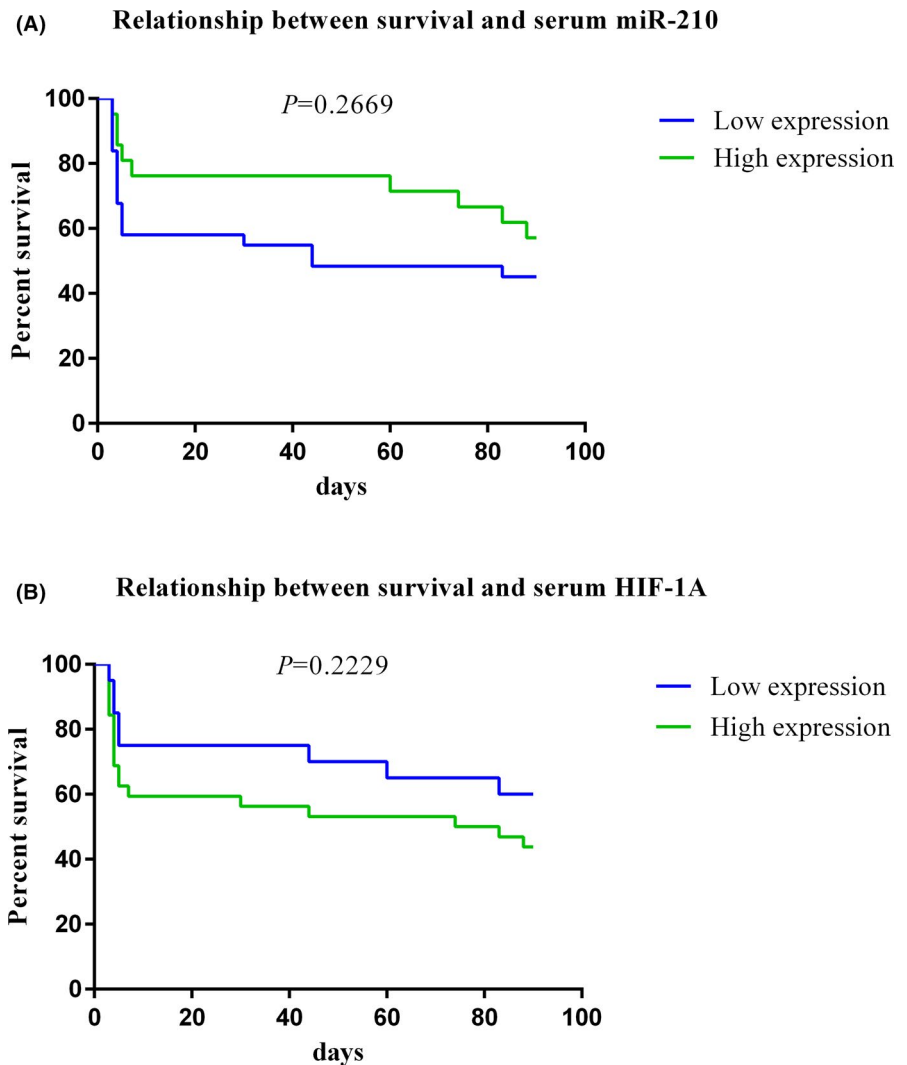 (A) Relationship between survival and serum miR-210
P=0.2669
Low expression
High expression
Percent survival
100
80
60
40
20
0
0 20 40 60 80 100
days
(B) Relationship between survival and serum HIF-1A
P=0.2229
Low expression
High expression
Percent survival
100
80
60
40
20
0
0 20 40 60 80 100
days